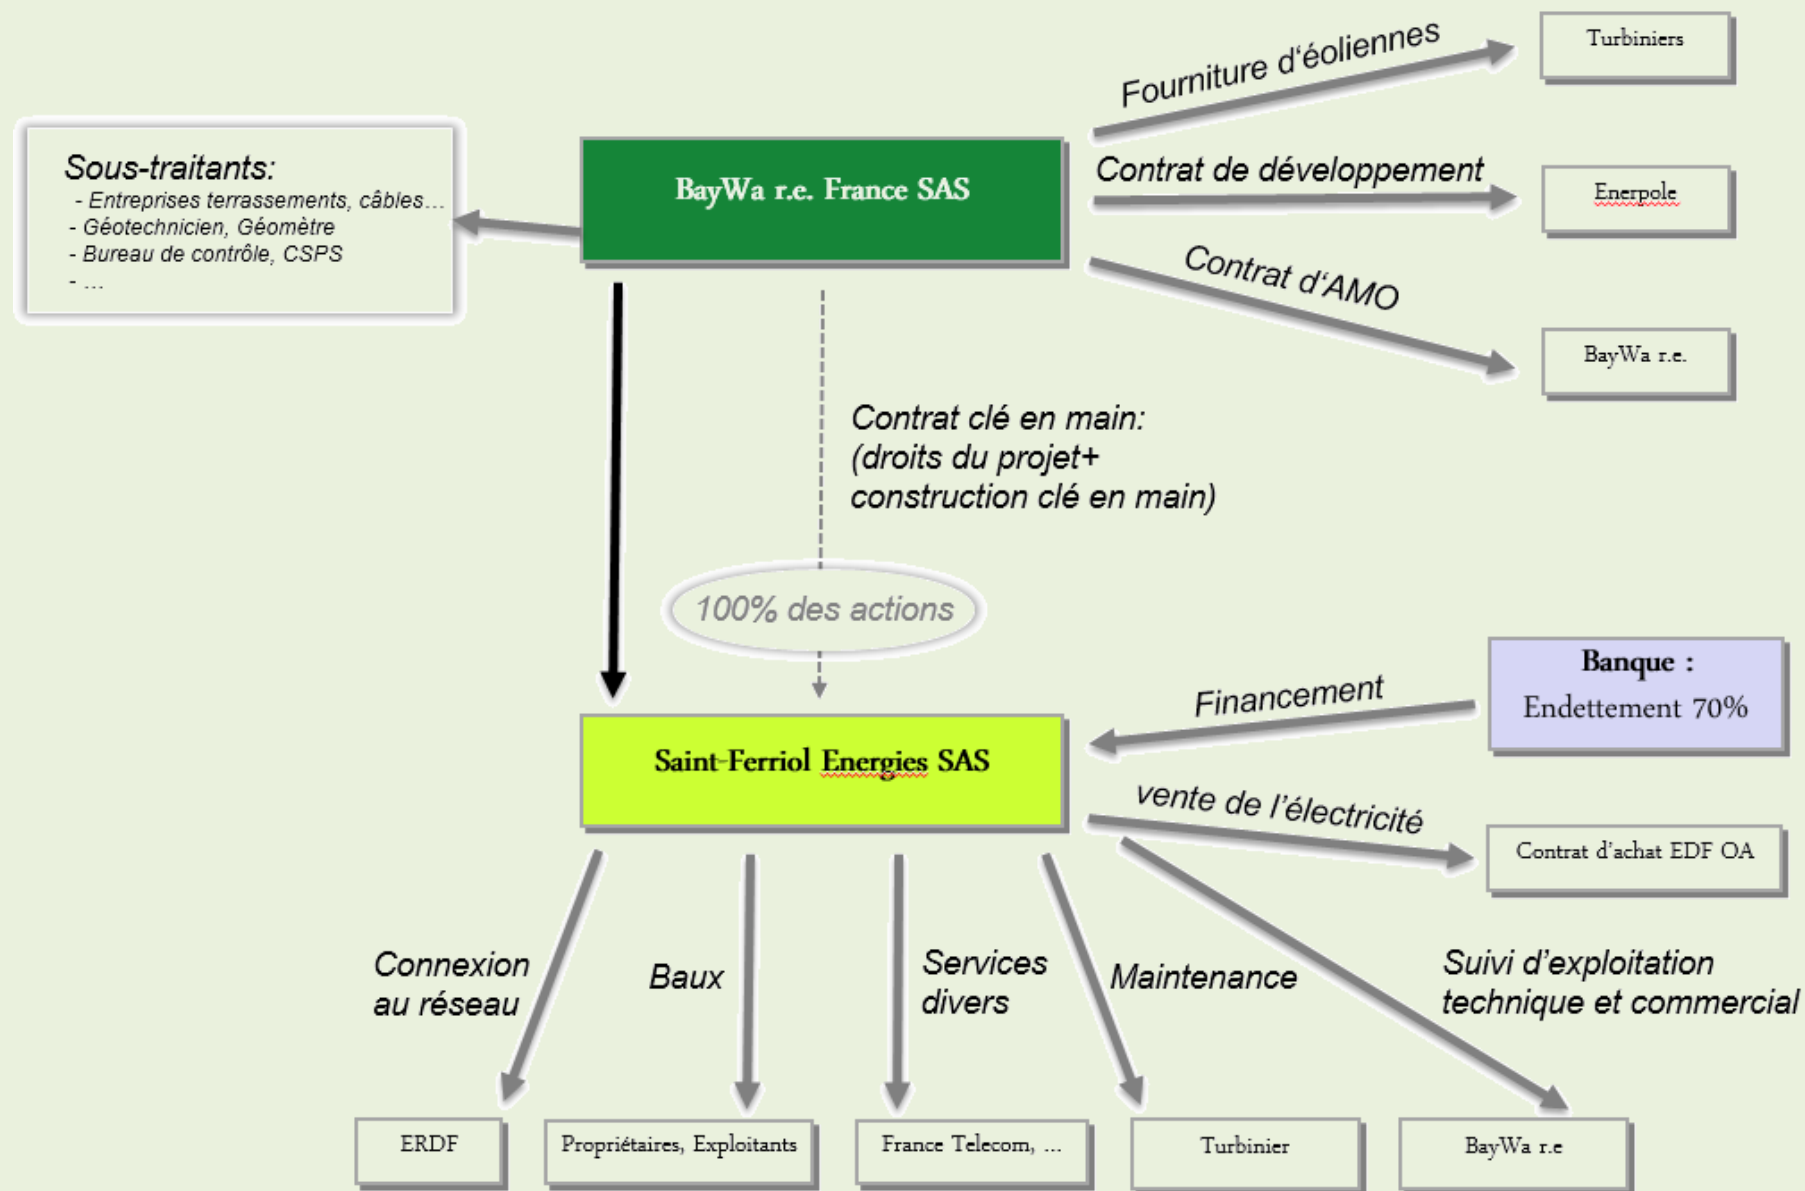 Fourniture d‘éoliennes
Turbiniers
Sous-traitants:
- Entreprises terrassements, câbles…
- Géotechnicien, Géomètre
- Bureau de contrôle, CSPS
- …
BayWa r.e. France SAS
Contrat de développement
Enerpole
Contrat d‘AMO
BayWa r.e.
Contrat clé en main:
(droits du projet+
construction clé en main)
100% des actions
Banque :
Endettement 70%
Financement
Saint-Ferriol Energies SAS
vente de l’électricité
Contrat d’achat EDF OA
Connexion
au réseau
Baux
Services
divers
Maintenance
Suivi d’exploitation
technique et commercial
ERDF
Propriétaires, Exploitants
France Telecom, ...
Turbinier
BayWa r.e